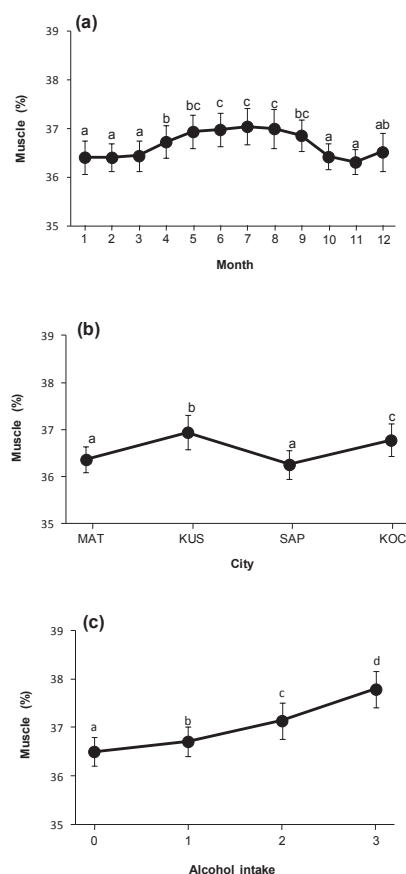 (a)
39
37
36
35
Muscle (%)
a a a b bc c c c bc a a ab
1 2 3 4 5 6 7 8 9 10 11 12
Month
(b)
39
38
37
36
35
Muscle (%)
a b a c
MAT KUS SAP KOC
City
(c)
39
38
37
36
35
Muscle (%)
a b c d
0 1 2 3
Alcohol intake